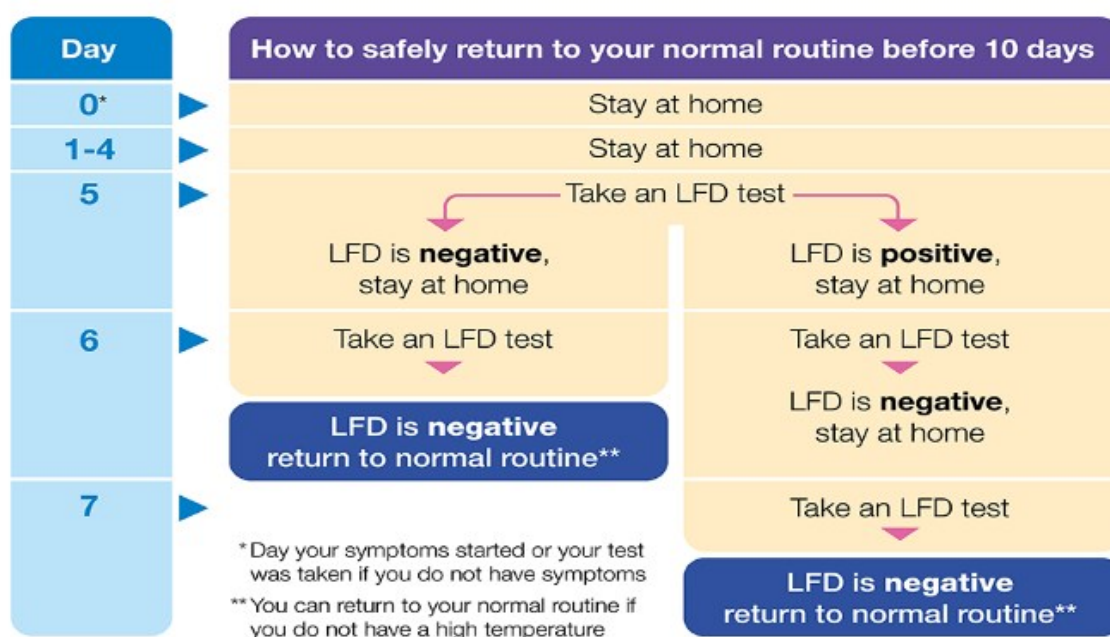 Day
How to safely return to your normal routine before 10 days
0*
Stay at home
1-4
Stay at home
5
Take an LFD test
LFD is negative,
stay at home
LFD is positive,
stay at home
6
Take an LFD test
Take an LFD test
LFD is negative
return to normal routine**
LFD is negative,
stay at home
7
Take an LFD test
*Day your symptoms started or your test
was taken if you do not have symptoms
**You can return to your normal routine if
you do not have a high temperature
LFD is negative
return to normal routine**